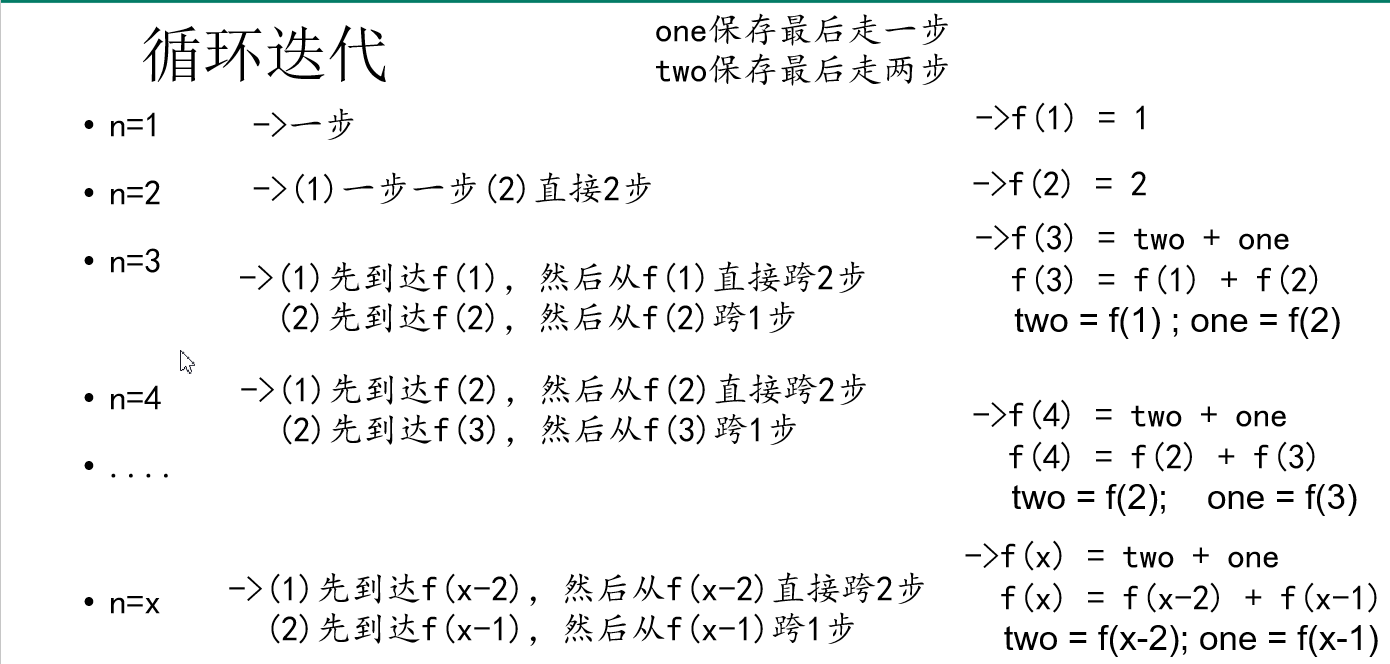 循环迭代
one保存最后走一步
two保存最后走两步
• n=1 ->一步 ->f(1) = 1
• n=2 ->(1)一步一步(2)直接2步 ->f(2) = 2
• n=3 ->(1)先到达f(1)，然后从f(1)直接跨2步
(2)先到达f(2)，然后从f(2)跨1步
->f(3) = two + one
f(3) = f(1) + f(2)
two = f(1) ; one = f(2)
• n=4 ->(1)先到达f(2)，然后从f(2)直接跨2步
(2)先到达f(3)，然后从f(3)跨1步
->f(4) = two + one
f(4) = f(2) + f(3)
two = f(2); one = f(3)
• ....
• n=x ->(1)先到达f(x-2)，然后从f(x-2)直接跨2步
(2)先到达f(x-1)，然后从f(x-1)跨1步
->f(x) = two + one
f(x) = f(x-2) + f(x-1)
two = f(x-2); one = f(x-1)